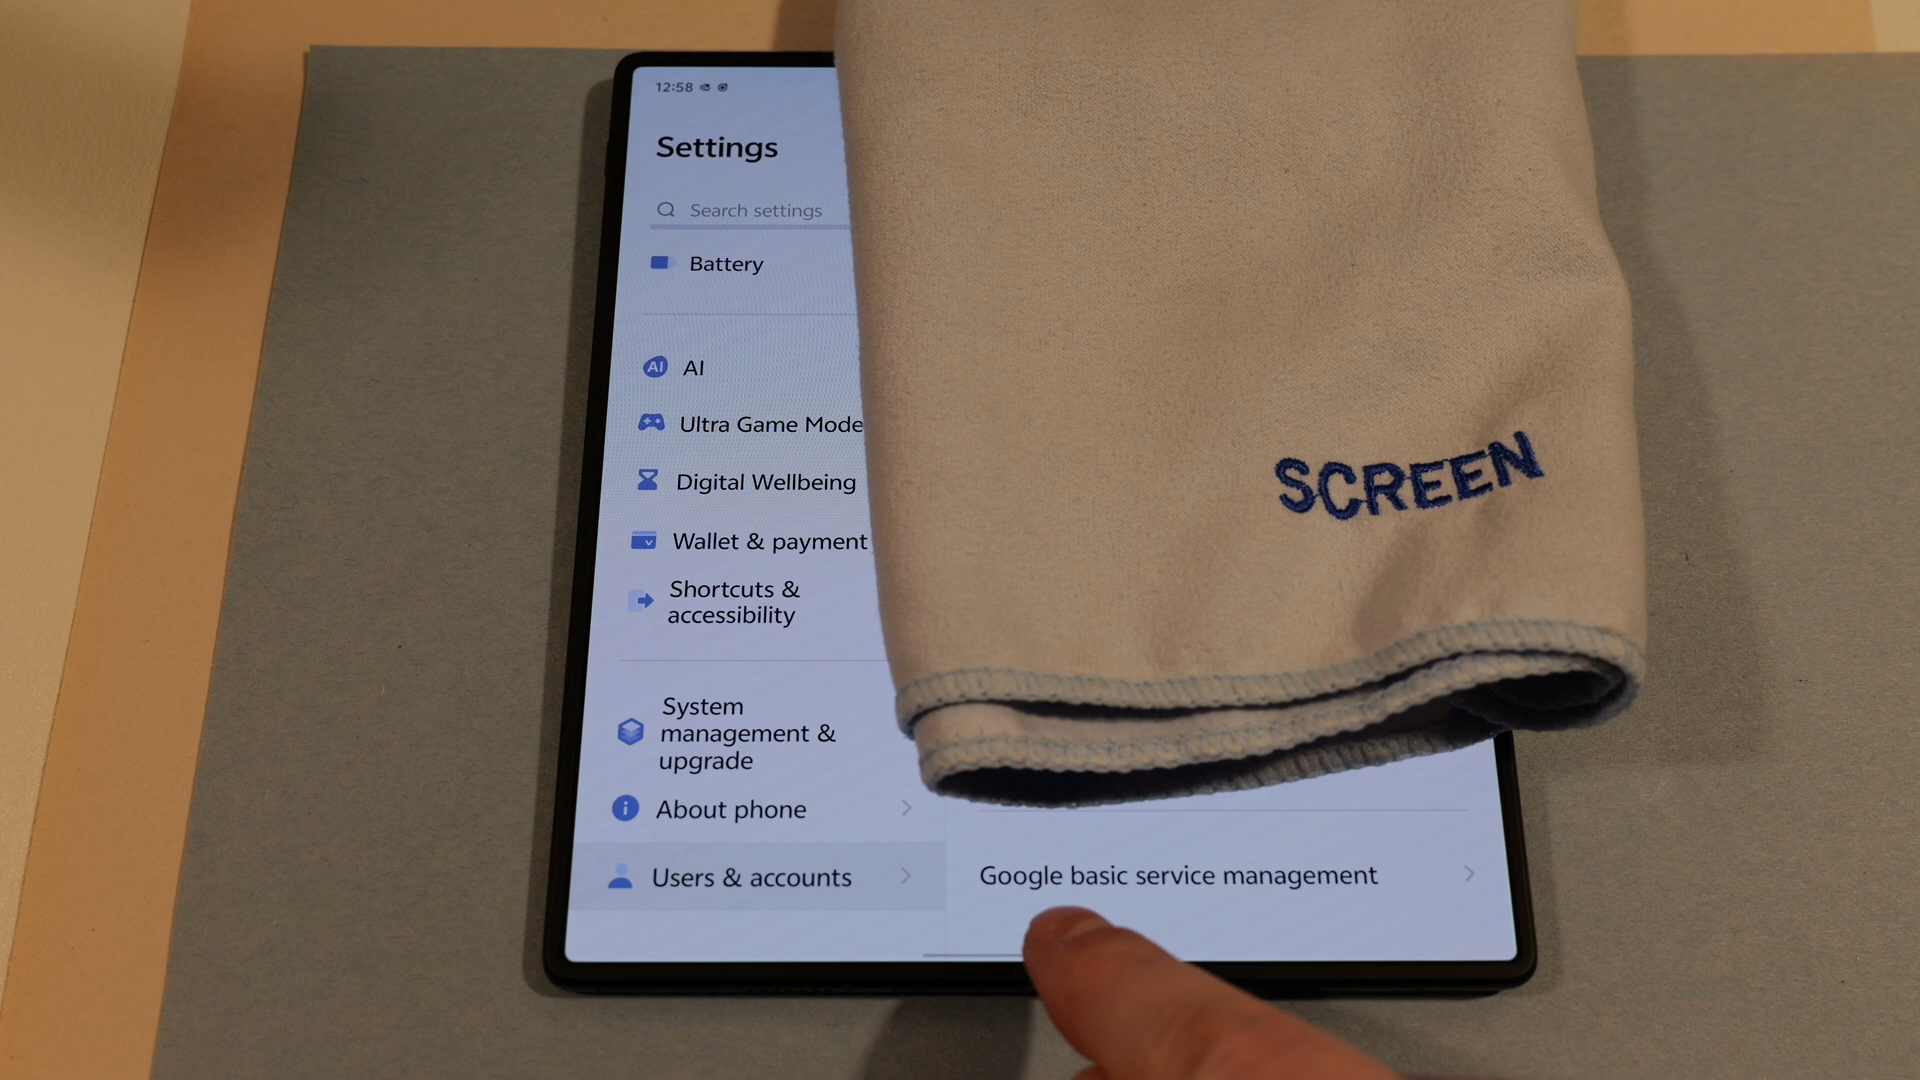 12:58
Settings
Search settings
Battery
AI AI
Ultra Game Mode
Digital Wellbeing
Wallet & payment
Shortcuts &
accessibility
System
management &
upgrade
About phone
Users & accounts
Google basic service management
SCREEN